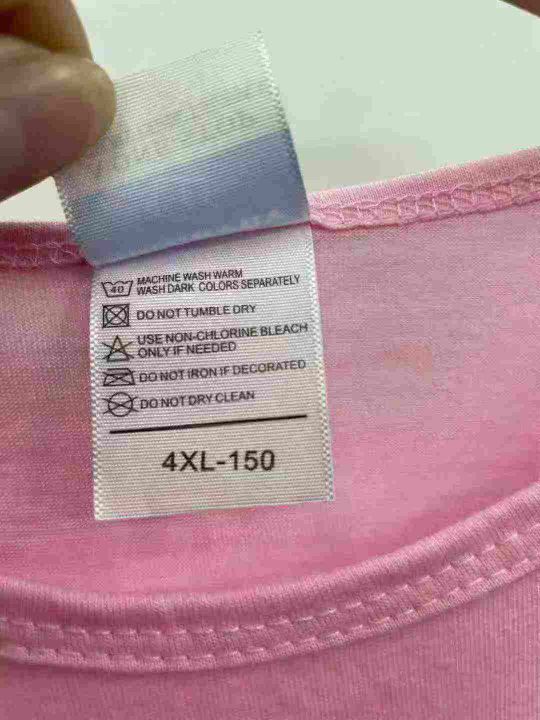 40 MACHINE WASH WARM
WASH DARK COLORS SEPARATELY
DO NOT TUMBLE DRY
USE NON-CHLORINE BLEACH
ONLY IF NEEDED
DO NOT IRON IF DECORATED
DO NOT DRY CLEAN
4XL-150